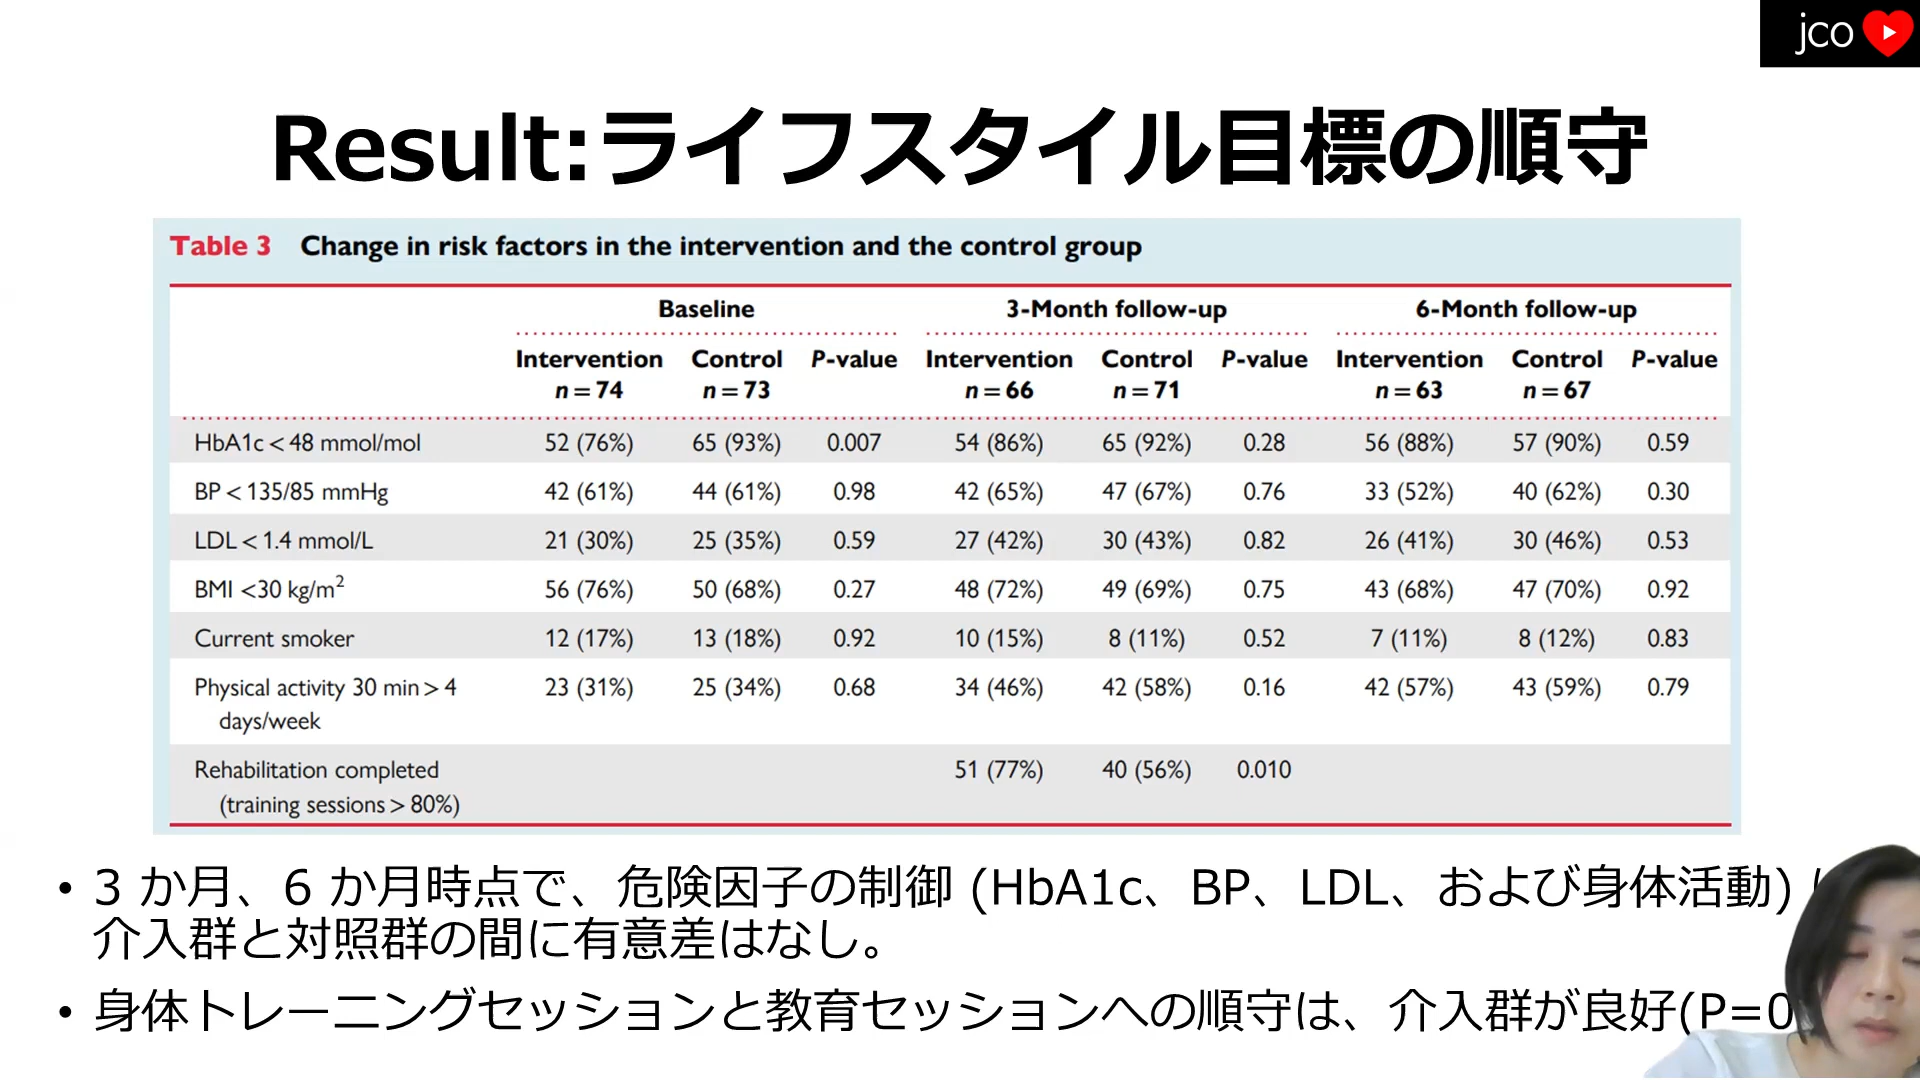 jco
Result:ライフスタイル目標の順守
Table 3 Change in risk factors in the intervention and the control group
Baseline 3-Month follow-up 6-Month follow-up
Intervention Control P-value Intervention Control P-value Intervention Control P-value
n = 74 n = 73 n = 66 n = 71 n = 63 n = 67
HbA1c < 48 mmol/mol 52 (76%) 65 (93%) 0.007 54 (86%) 65 (92%) 0.28 56 (88%) 57 (90%) 0.59
BP < 135/85 mmHg 42 (61%) 44 (61%) 0.98 42 (65%) 47 (67%) 0.76 33 (52%) 40 (62%) 0.30
LDL < 1.4 mmol/L 21 (30%) 25 (35%) 0.59 27 (42%) 30 (43%) 0.82 26 (41%) 30 (46%) 0.53
BMI <30 kg/m² 56 (76%) 50 (68%) 0.27 48 (72%) 49 (69%) 0.75 43 (68%) 47 (70%) 0.92
Current smoker 12 (17%) 13 (18%) 0.92 10 (15%) 8 (11%) 0.52 7 (11%) 8 (12%) 0.83
Physical activity 30 min > 4 23 (31%) 25 (34%) 0.68 34 (46%) 42 (58%) 0.16 42 (57%) 43 (59%) 0.79
days/week
Rehabilitation completed 51 (77%) 40 (56%) 0.010
(training sessions > 80%)
• 3 か月、6 か月時点で、危険因子の制御 (HbA1c、BP、LDL、および身体活動)
介入群と対照群の間に有意差はなし。
• 身体トレーニングセッションと教育セッションへの順守は、介入群が良好(P=0